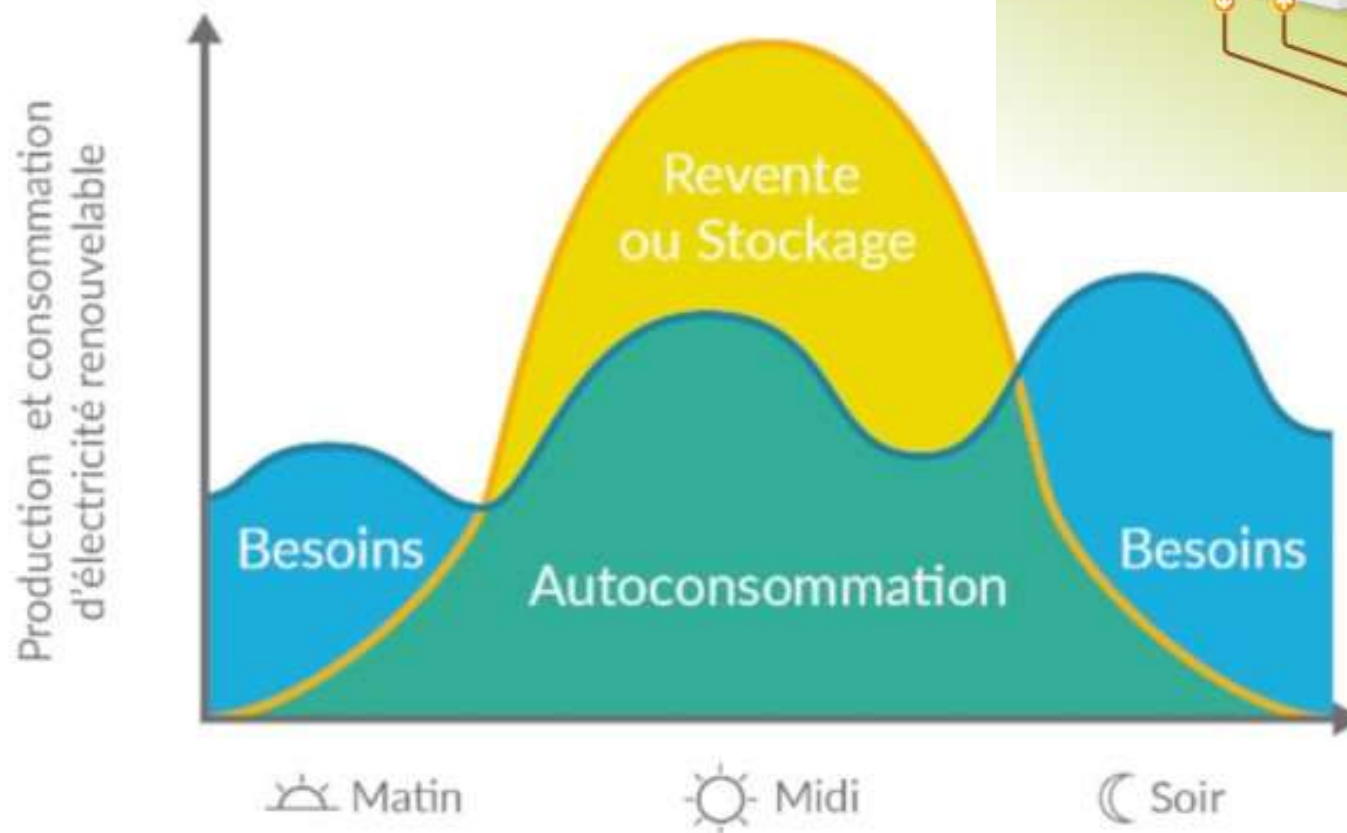 Production et consommation
d'électricité renouvelable
Revente
ou Stockage
Besoins
Autoconsommation
Besoins
Matin
Midi
Soir